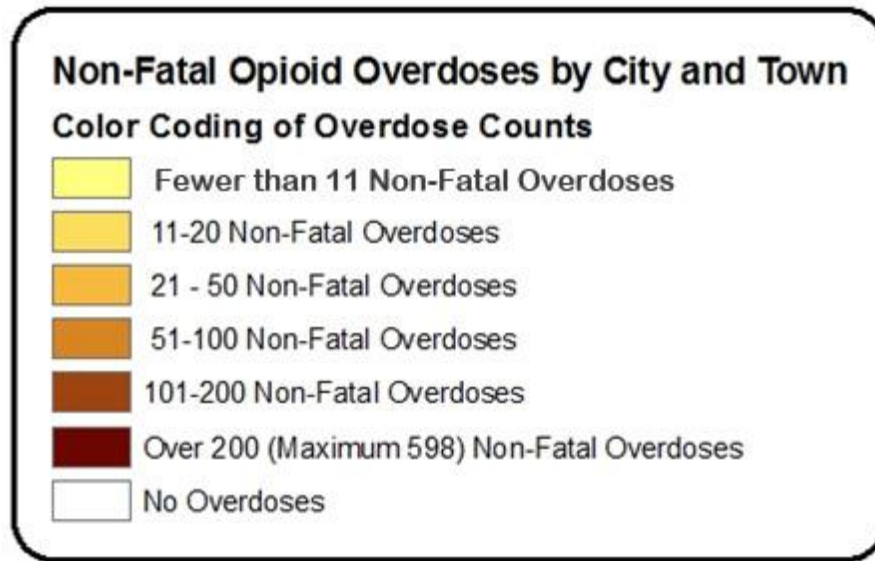 Non-Fatal Opioid Overdoses by City and Town
Color Coding of Overdose Counts
Fewer than 11 Non-Fatal Overdoses
11-20 Non-Fatal Overdoses
21 - 50 Non-Fatal Overdoses
51-100 Non-Fatal Overdoses
101-200 Non-Fatal Overdoses
Over 200 (Maximum 598) Non-Fatal Overdoses
No Overdoses